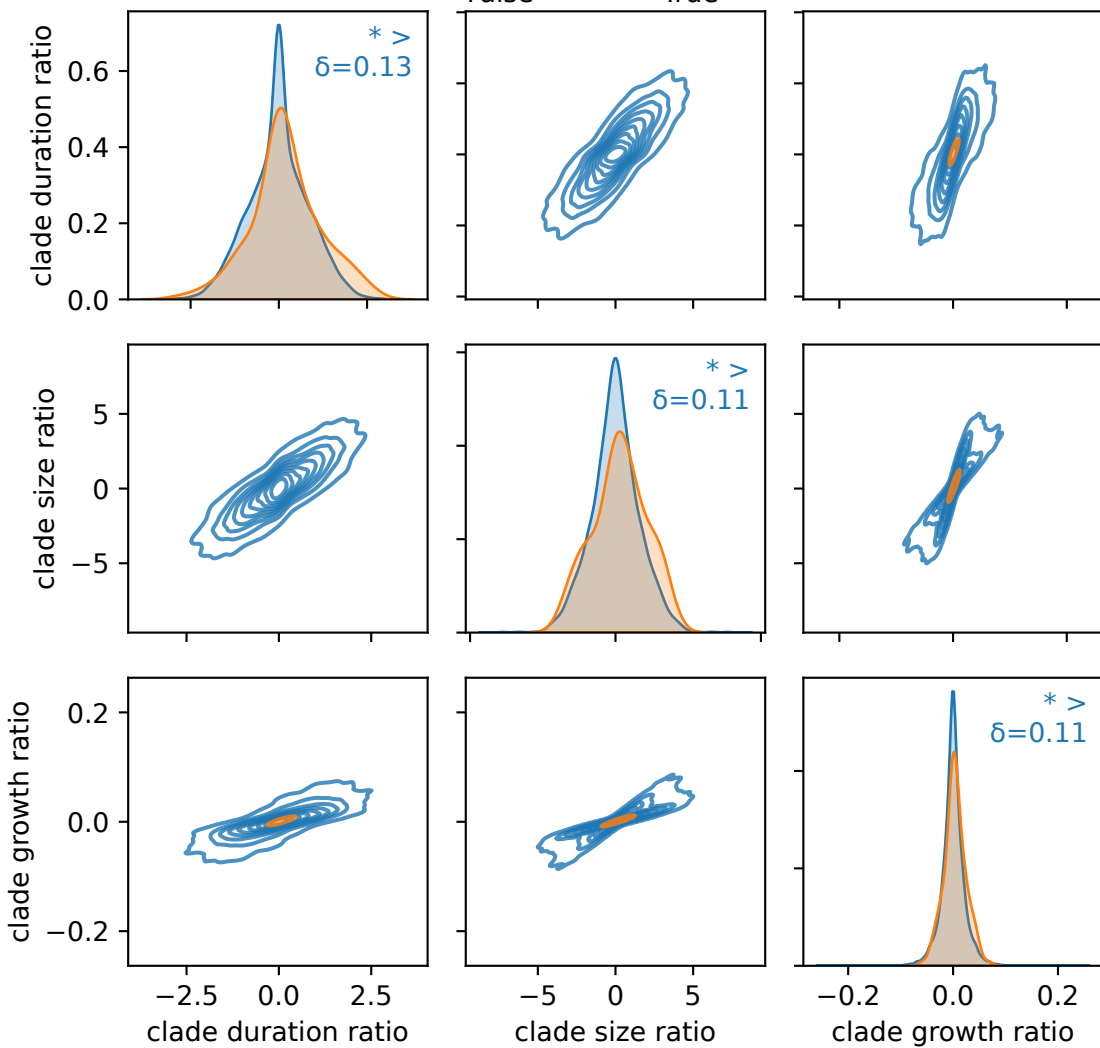 clade duration ratio
0.6
0.4
0.2
0.0
* >
δ=0.13
clade size ratio
5
0
−5
* >
δ=0.11
clade growth ratio
0.2
0.0
−0.2
* >
δ=0.11
−2.5 0.0 2.5
−5 0 5
−0.2 0.0 0.2
clade duration ratio
clade size ratio
clade growth ratio